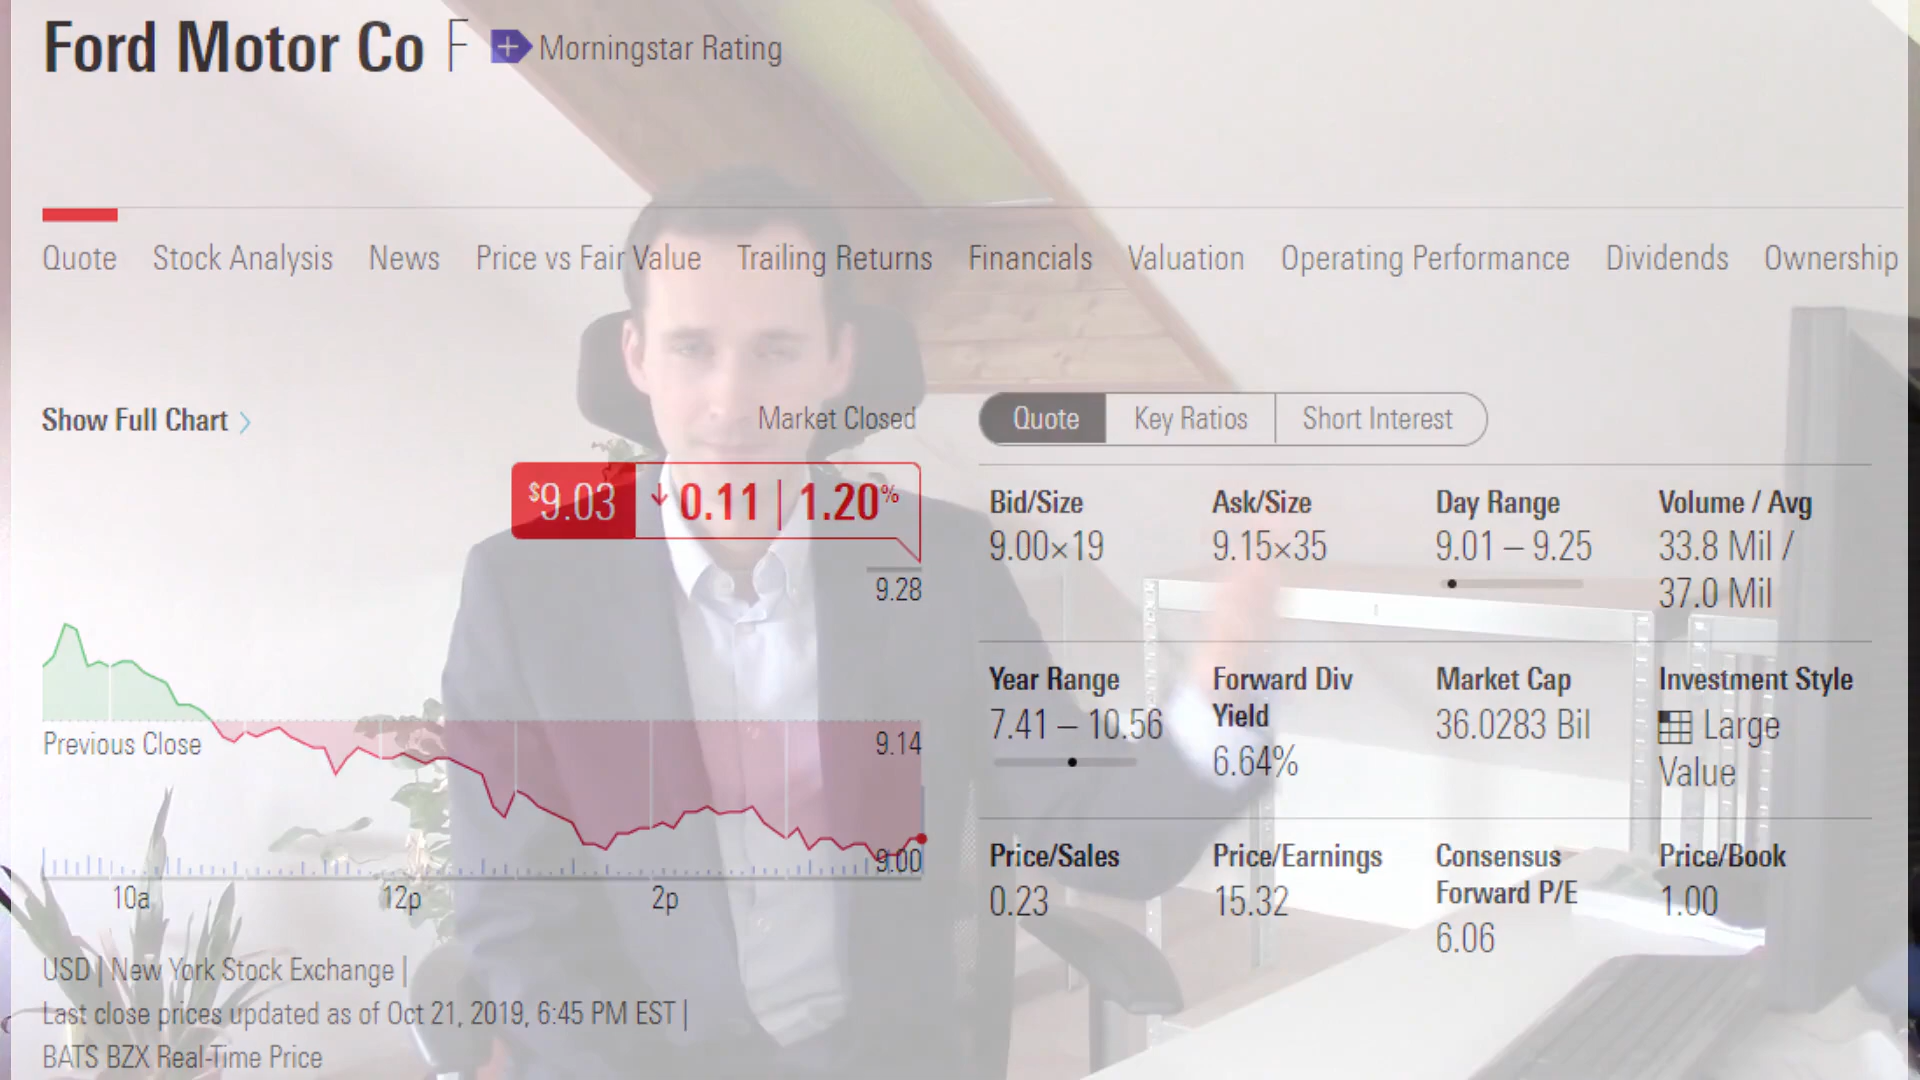 Ford Motor Co F + Morningstar Rating
Quote Stock Analysis News Price vs Fair Value Trailing Returns Financials Valuation Operating Performance Dividends Ownership
Show Full Chart >
Market Closed
$9.03 ↓ 0.11 | 1.20%
9.28
Previous Close
9.14
9.00
10a 12p 2p
USD | New York Stock Exchange |
Last close prices updated as of Oct 21, 2019, 6:45 PM EST |
BATS BZX Real-Time Price
Quote Key Ratios Short Interest
Bid/Size Ask/Size Day Range Volume / Avg
9.00×19 9.15×35 9.01 – 9.25 33.8 Mil /
37.0 Mil
Year Range Forward Div Market Cap Investment Style
Yield
7.41 – 10.56 36.0283 Bil Large
6.64% Value
Price/Sales Price/Earnings Consensus Price/Book
Forward P/E
0.23 15.32 1.00
6.06